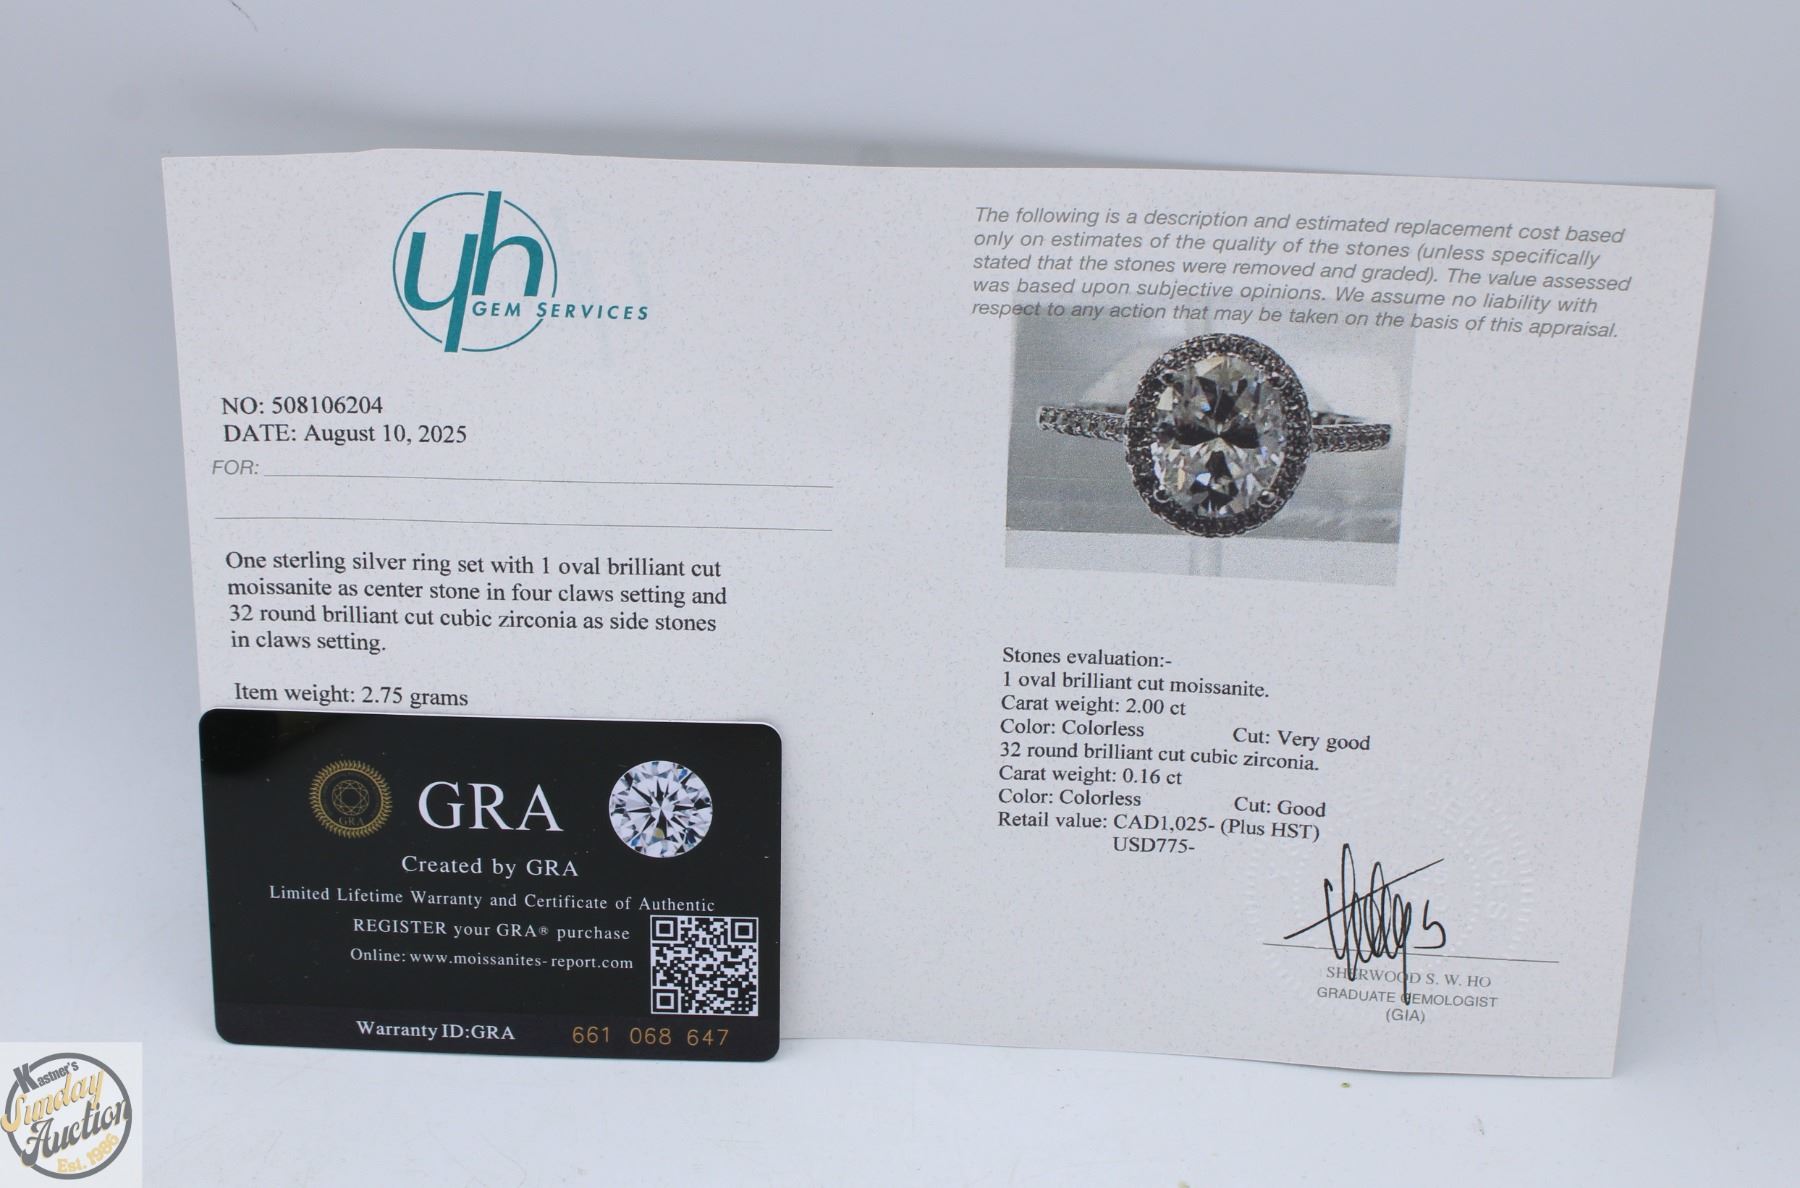 yh
GEM SERVICES
NO: 508106204
DATE: August 10, 2025
FOR:
One sterling silver ring set with 1 oval brilliant cut
moissanite as center stone in four claws setting and
32 round brilliant cut cubic zirconia as side stones
in claws setting.
Item weight: 2.75 grams
The following is a description and estimated replacement cost based
only on estimates of the quality of the stones (unless specifically
stated that the stones were removed and graded). The value assessed
was based upon subjective opinions. We assume no liability with
respect to any action that may be taken on the basis of this appraisal.
Stones evaluation:-
1 oval brilliant cut moissanite.
Carat weight: 2.00 ct
Color: Colorless Cut: Very good
32 round brilliant cut cubic zirconia.
Carat weight: 0.16 ct
Color: Colorless Cut: Good
Retail value: CAD1,025- (Plus HST)
USD775-
SHERWOOD S. W. HO
GRADUATE GEMOLOGIST
(GIA)
GRA
GRA
Created by GRA
Limited Lifetime Warranty and Certificate of Authentic
REGISTER your GRA® purchase
Online: www.moissanites-report.com
Warranty ID:GRA 661 068 647
Kastner's
Sunday
Auction
Est. 1986